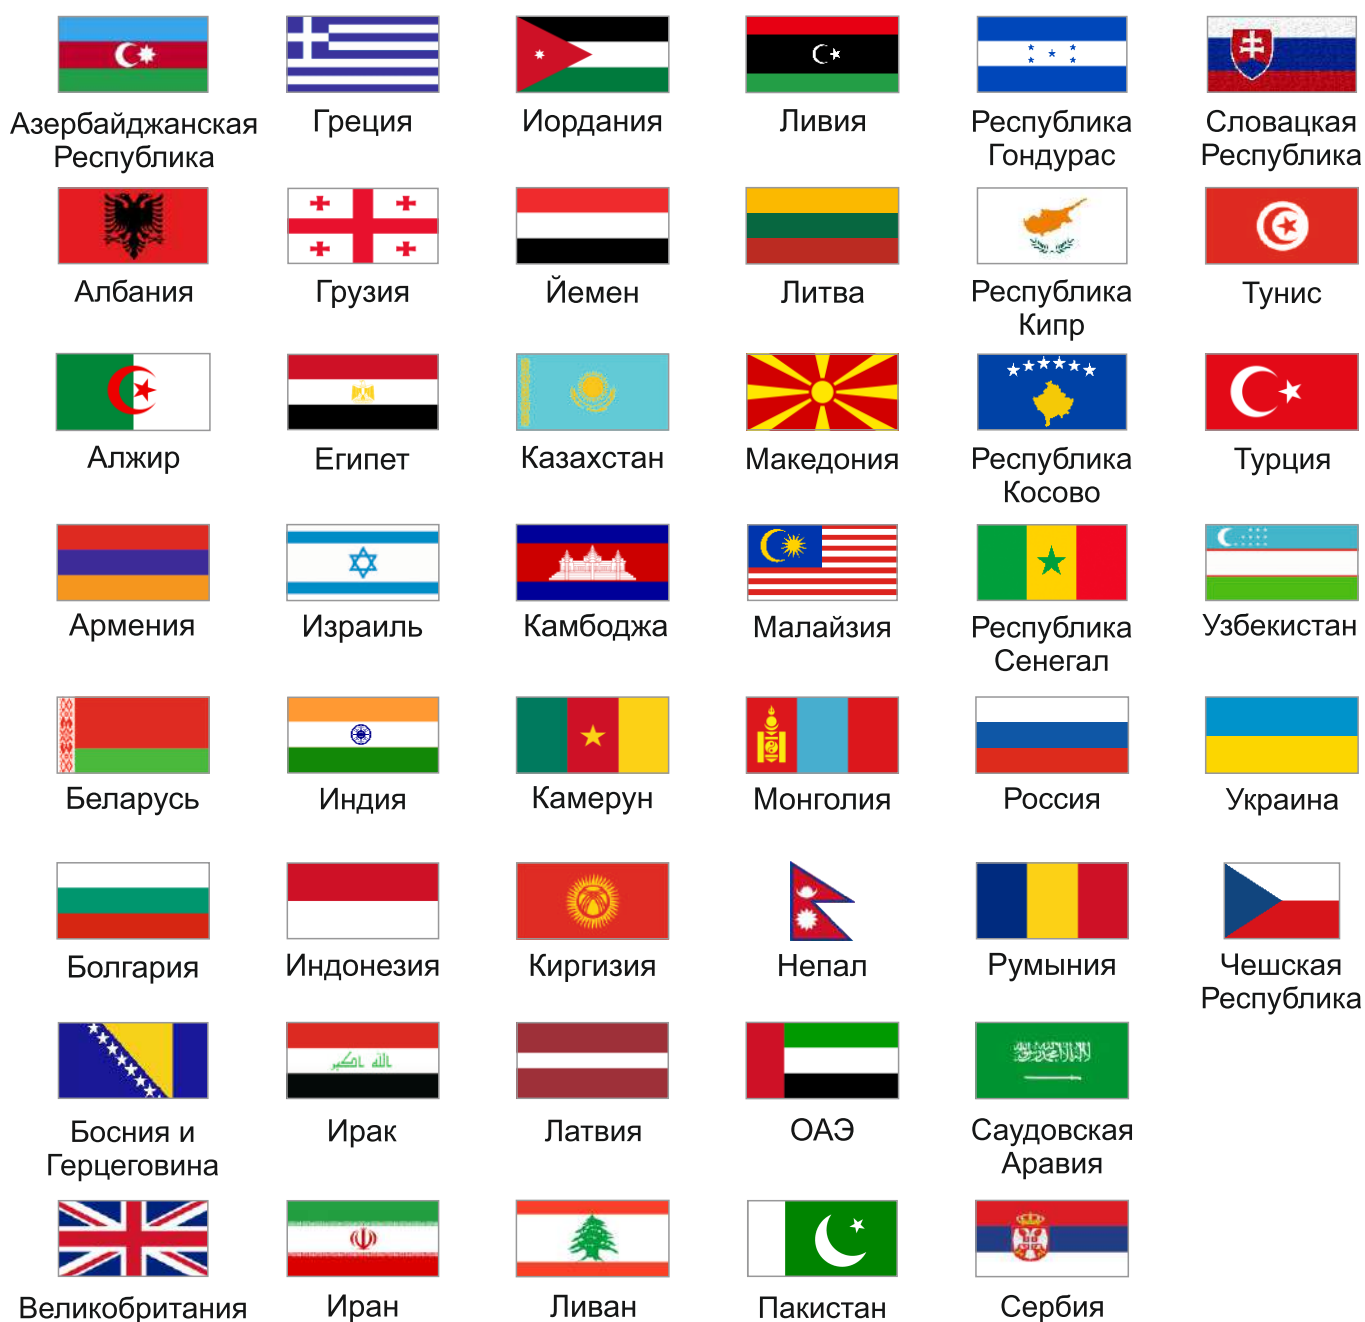 Азербайджанская
Республика
Греция
Иордания
Ливия
Республика
Гондурас
Словацкая
Республика
Албания
Грузия
Йемен
Литва
Республика
Кипр
Тунис
Алжир
Египет
Казахстан
Македония
Республика
Косово
Турция
Армения
Израиль
Камбоджа
Малайзия
Республика
Сенегал
Узбекистан
Беларусь
Индия
Камерун
Монголия
Россия
Украина
Болгария
Индонезия
Киргизия
Непал
Румыния
Чешская
Республика
الله اكبر
Босния и
Герцеговина
Ирак
Латвия
ОАЭ
Саудовская
Аравия
Великобритания
Иран
Ливан
Пакистан
Сербия